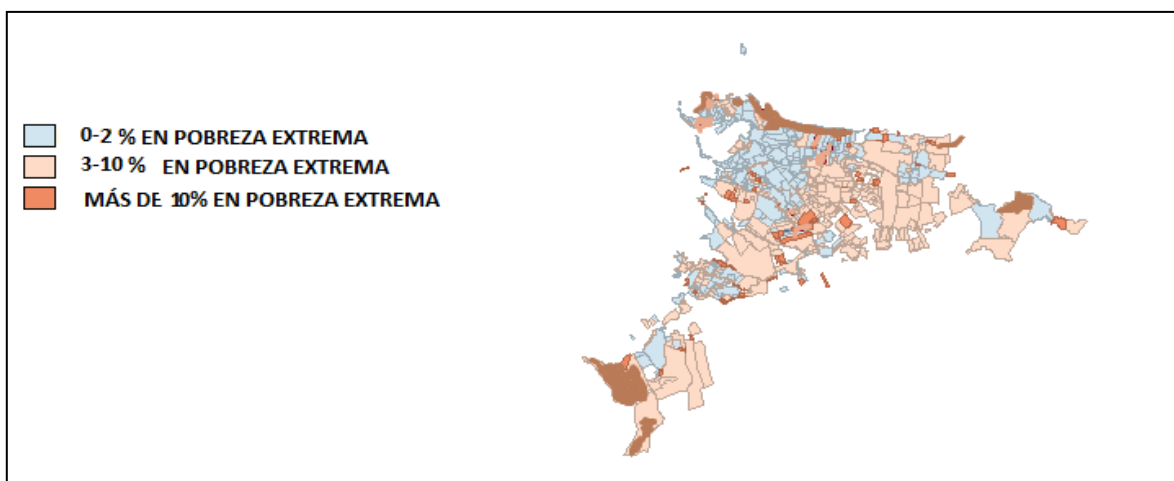 0-2 % EN POBREZA EXTREMA
3-10 % EN POBREZA EXTREMA
MÁS DE 10% EN POBREZA EXTREMA